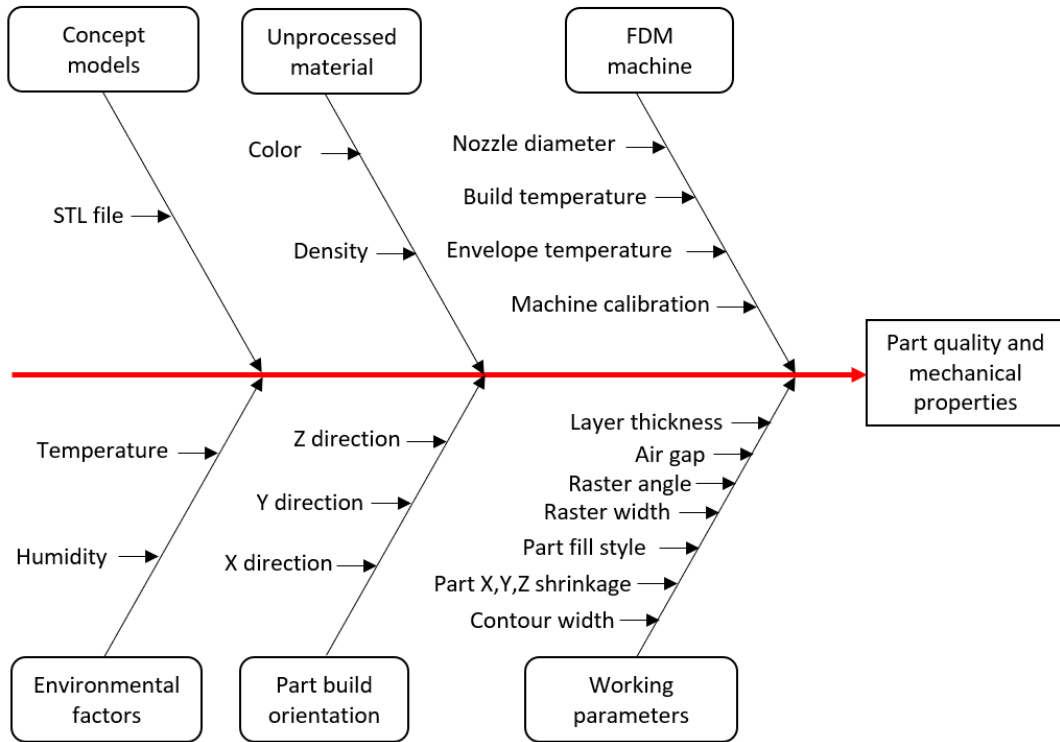 Concept
models
Unprocessed
material
FDM
machine
Color
Density
STL file
Nozzle diameter
Build temperature
Envelope temperature
Machine calibration
Part quality and
mechanical
properties
Temperature
Humidity
Z direction
Y direction
X direction
Layer thickness
Air gap
Raster angle
Raster width
Part fill style
Part X,Y,Z shrinkage
Contour width
Environmental
factors
Part build
orientation
Working
parameters